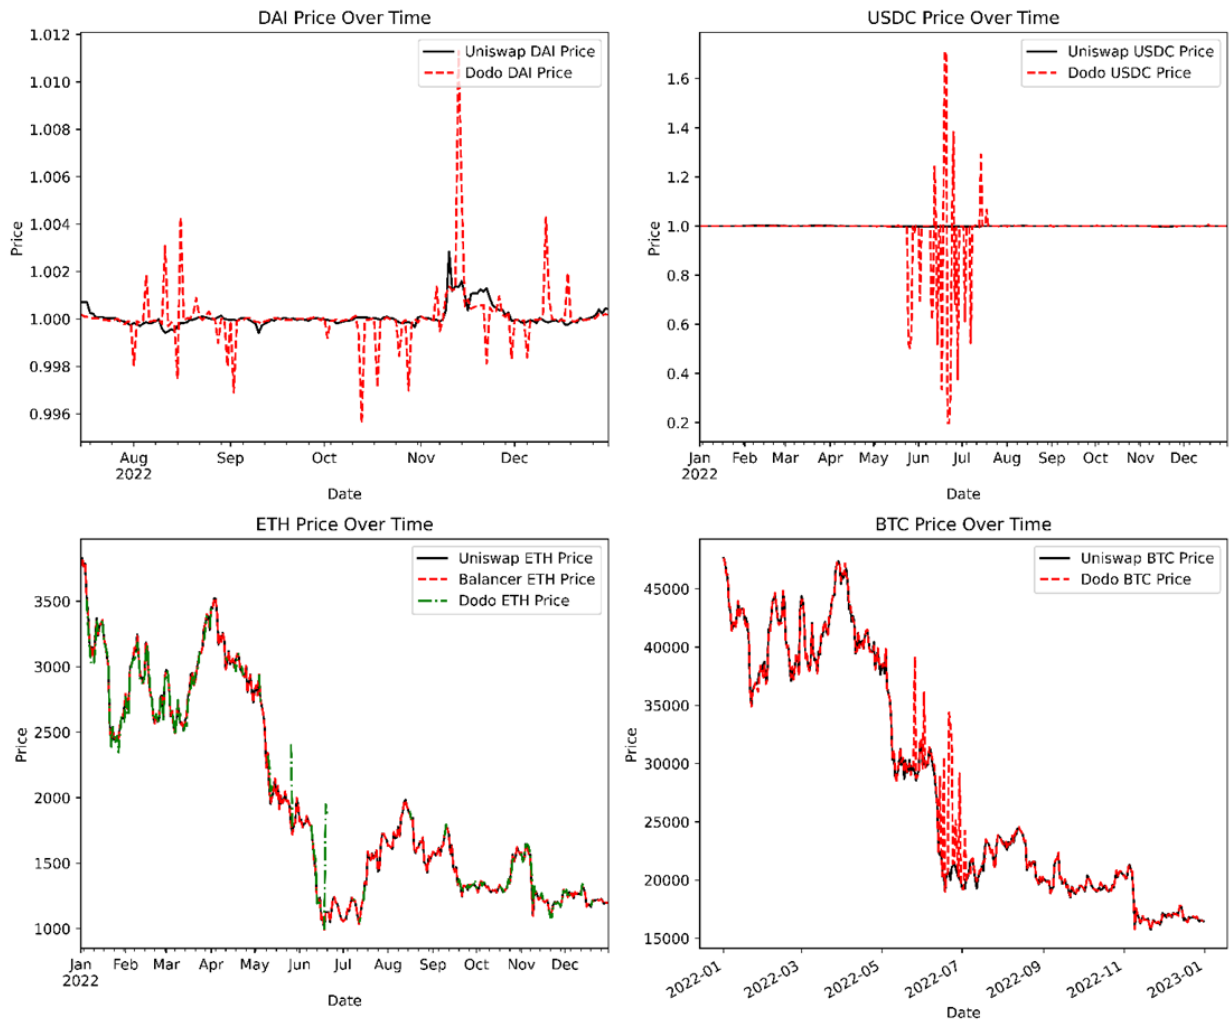 DAI Price Over Time
1.012
1.010
1.008
1.006
1.004
1.002
1.000
0.998
0.996
Price
Uniswap DAI Price
Dodo DAI Price
Aug
2022
Sep
Oct
Nov
Dec
Date
USDC Price Over Time
1.6
1.4
1.2
1.0
0.8
0.6
0.4
0.2
Price
Uniswap USDC Price
Dodo USDC Price
Jan
2022
Feb
Mar
Apr
May
Jun
Jul
Aug
Sep
Oct
Nov
Dec
Date
ETH Price Over Time
3500
3000
2500
2000
1500
1000
Price
Uniswap ETH Price
Balancer ETH Price
Dodo ETH Price
Jan
2022
Feb
Mar
Apr
May
Jun
Jul
Aug
Sep
Oct
Nov
Dec
Date
BTC Price Over Time
45000
40000
35000
30000
25000
20000
15000
Price
Uniswap BTC Price
Dodo BTC Price
2022-01
2022-03
2022-05
2022-07
2022-09
2022-11
2023-01
Date